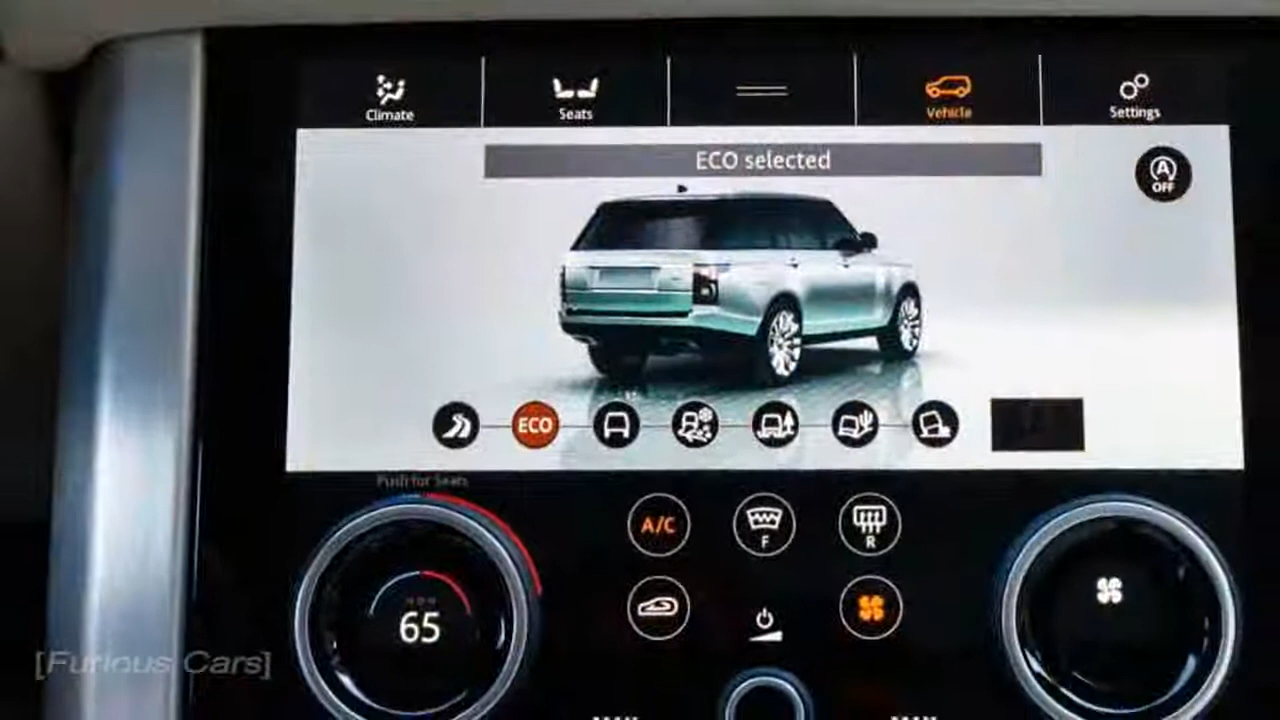 Climate
Seats
Vehicle
Settings
ECO selected
A
OFF
ECO
Push for Seats
A/C
F
R
65
[Furious Cars]